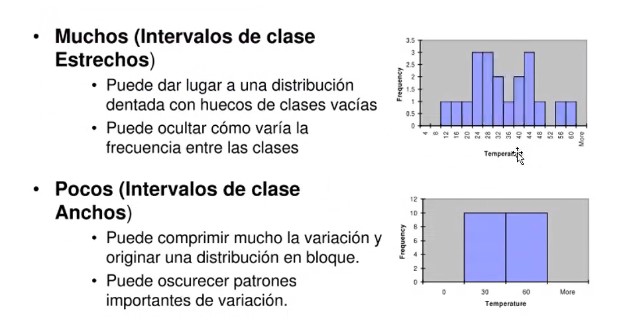 • Muchos (Intervalos de clase
Estrechos)
• Puede dar lugar a una distribución
dentada con huecos de clases vacías
• Puede ocultar cómo varía la
frecuencia entre las clases
3.5
3
2.5
2
1.5
1
0.5
0
Frequency
4 8 12 16 20 24 28 32 36 40 44 48 52 56 60 More
Temperature
• Pocos (Intervalos de clase
Anchos)
• Puede comprimir mucho la variación y
originar una distribución en bloque.
• Puede oscurecer patrones
importantes de variación.
12
10
8
6
4
2
0
Frequency
0 30 60 More
Temperature